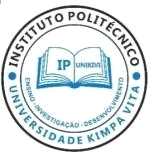 INSTITUTO POLITÉCNICO
IP UNIKIVI
ENSINO - INVESTIGAÇÃO - DESENVOLVIMENTO
UNIVERSIDADE KIMPA VITA